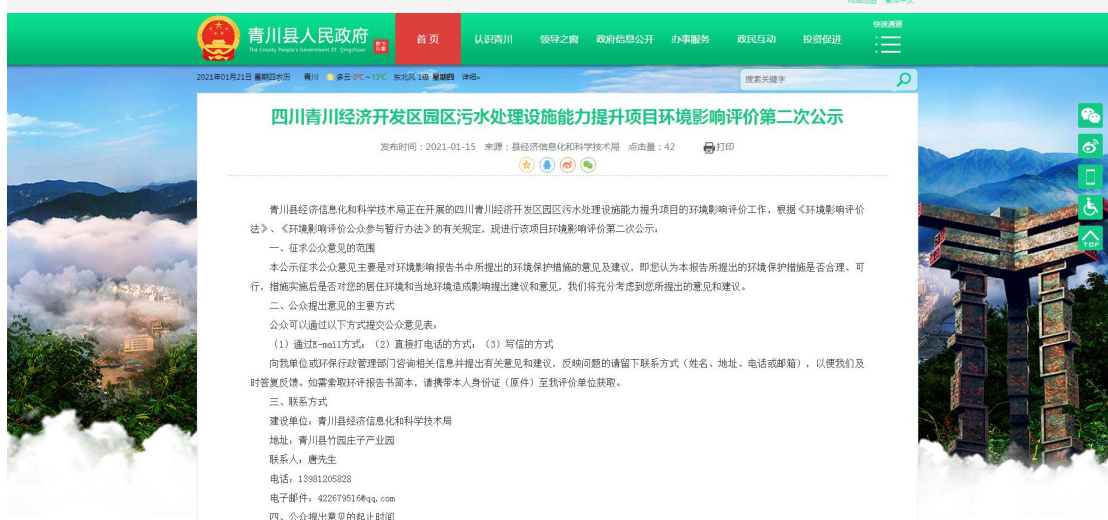 网站地图 繁体中文
青川县人民政府
The County People's Government Of Qingchuan
首页 认识青川 领导之窗 政府信息公开 办事服务 政民互动 投资促进
快速通道
2021年01月21日 星期四农历 青川 多云 0℃~13℃ 东北风 1级 星期四 详细»
搜索关键字
四川青川经济开发区园区污水处理设施能力提升项目环境影响评价第二次公示
发布时间：2021-01-15 来源：县经济信息化和科学技术局 点击量：42 打印
青川县经济信息化和科学技术局正在开展的四川青川经济开发区园区污水处理设施能力提升项目的环境影响评价工作，根据《环境影响评价
法》、《环境影响评价公众参与暂行办法》的有关规定，现进行该项目环境影响评价第二次公示：
一、征求公众意见的范围
本公示征求公众意见主要是对环境影响报告书中所提出的环境保护措施的意见及建议，即您认为本报告所提出的环境保护措施是否合理、可
行，措施实施后是否对您的居住环境和当地环境造成影响提出建议和意见，我们将充分考虑到您所提出的意见和建议。
二、公众提出意见的主要方式
公众可以通过以下方式提交公众意见表：
（1）通过E-mail方式；（2）直接打电话的方式；（3）写信的方式
向我单位或环保行政管理部门咨询相关信息并提出有关意见和建议，反映问题的请留下联系方式（姓名、地址、电话或邮箱），以便我们及
时答复反馈。如需索取环评报告书简本，请携带本人身份证（原件）至我评价单位获取。
三、联系方式
建设单位：青川县经济信息化和科学技术局
地址：青川县竹园庄子产业园
联系人：唐先生
电话：13981205828
电子邮件：422679516@qq.com
四、公众提出意见的起止时间
TOP